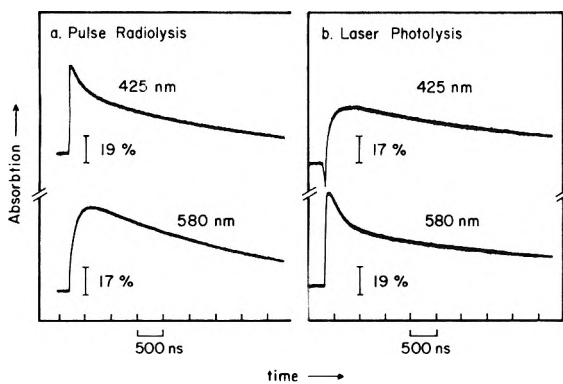 a. Pulse Radiolysis
425 nm
19 %
580 nm
17 %
500 ns
b. Laser Photolysis
425 nm
17 %
580 nm
19 %
500 ns
Absorbtion →
time →